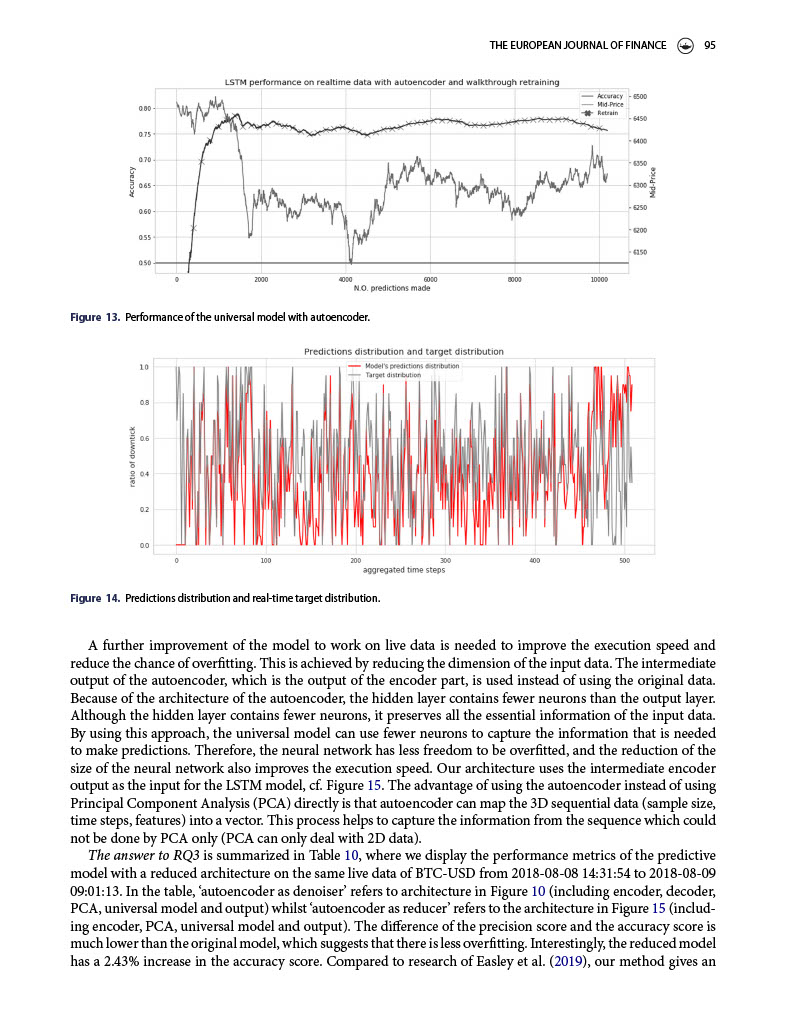 THE EUROPEAN JOURNAL OF FINANCE 95
LSTM performance on realtime data with autoencoder and walkthrough retraining
Accuracy
Mid-Price
Retrain
0.80
0.75
0.70
0.65
0.60
0.55
0.50
Accuracy
6500
6450
6400
6350
6300
6250
6200
6150
Mid-Price
0 2000 4000 6000 8000 10000
N.O. predictions made
Figure 13. Performance of the universal model with autoencoder.
Predictions distribution and target distribution
Model's predictions distribution
Target distribution
1.0
0.8
0.6
0.4
0.2
0.0
ratio of downtick
0 100 200 300 400 500
aggregated time steps
Figure 14. Predictions distribution and real-time target distribution.
A further improvement of the model to work on live data is needed to improve the execution speed and
reduce the chance of overfitting. This is achieved by reducing the dimension of the input data. The intermediate
output of the autoencoder, which is the output of the encoder part, is used instead of using the original data.
Because of the architecture of the autoencoder, the hidden layer contains fewer neurons than the output layer.
Although the hidden layer contains fewer neurons, it preserves all the essential information of the input data.
By using this approach, the universal model can use fewer neurons to capture the information that is needed
to make predictions. Therefore, the neural network has less freedom to be overfitted, and the reduction of the
size of the neural network also improves the execution speed. Our architecture uses the intermediate encoder
output as the input for the LSTM model, cf. Figure 15. The advantage of using the autoencoder instead of using
Principal Component Analysis (PCA) directly is that autoencoder can map the 3D sequential data (sample size,
time steps, features) into a vector. This process helps to capture the information from the sequence which could
not be done by PCA only (PCA can only deal with 2D data).
The answer to RQ3 is summarized in Table 10, where we display the performance metrics of the predictive
model with a reduced architecture on the same live data of BTC-USD from 2018-08-08 14:31:54 to 2018-08-09
09:01:13. In the table, ‘autoencoder as denoiser’ refers to architecture in Figure 10 (including encoder, decoder,
PCA, universal model and output) whilst ‘autoencoder as reducer’ refers to the architecture in Figure 15 (includ-
ing encoder, PCA, universal model and output). The difference of the precision score and the accuracy score is
much lower than the original model, which suggests that there is less overfitting. Interestingly, the reduced model
has a 2.43% increase in the accuracy score. Compared to research of Easley et al. (2019), our method gives an